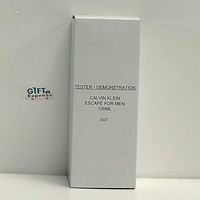 GIFT
Express
TESTER - DEMONSTRATION
CALVIN KLEIN
ESCAPE FOR MEN
100ML
EDT